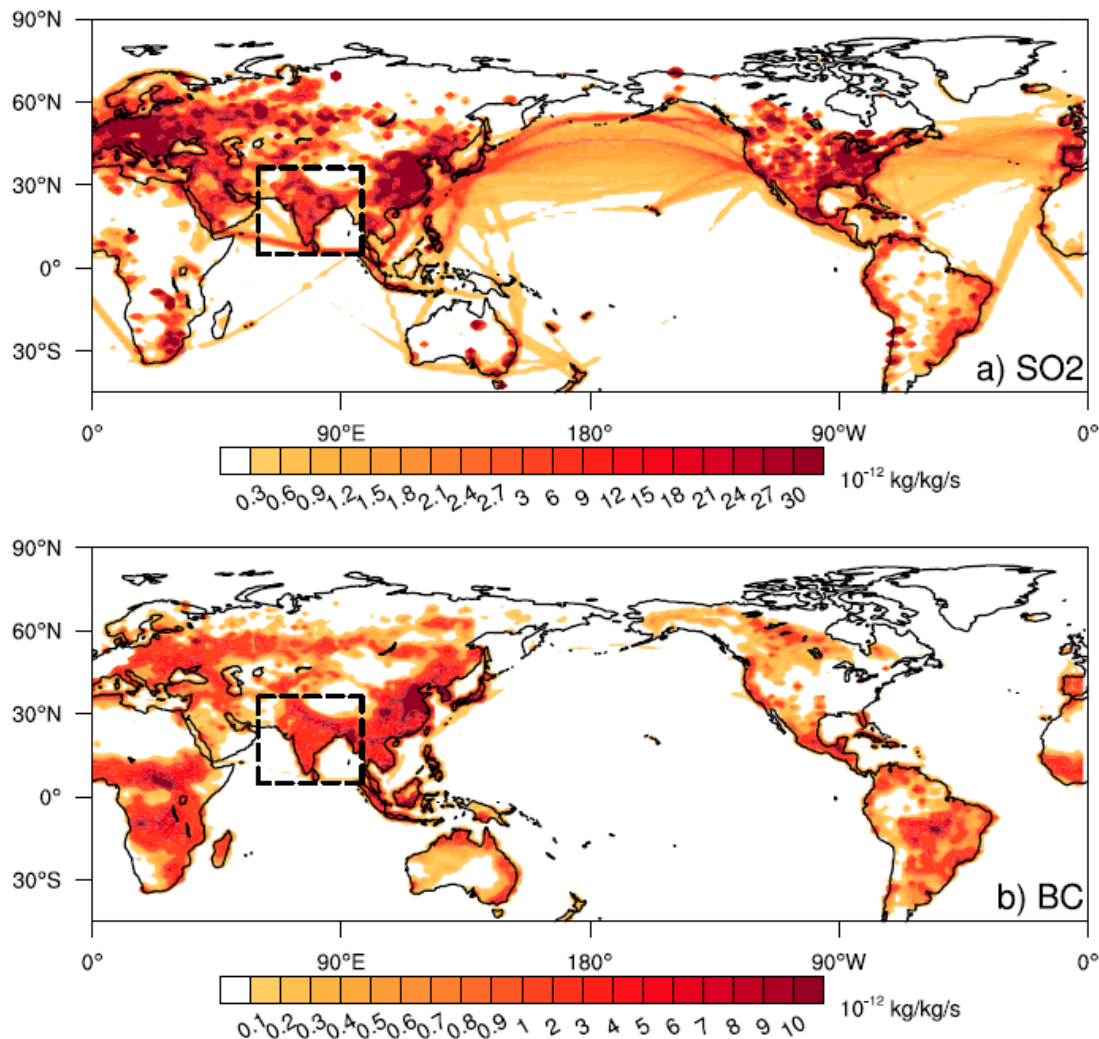 90°N
60°N
30°N
0°
30°S
a) SO2
0° 90°E 180° 90°W 0°
0.3 0.6 0.9 1.2 1.5 1.8 2.1 2.4 2.7 3 6 9 12 15 18 21 24 27 30
10⁻¹² kg/kg/s
90°N
60°N
30°N
0°
30°S
b) BC
0° 90°E 180° 90°W 0°
0.1 0.2 0.3 0.4 0.5 0.6 0.7 0.8 0.9 1 2 3 4 5 6 7 8 9 10
10⁻¹² kg/kg/s